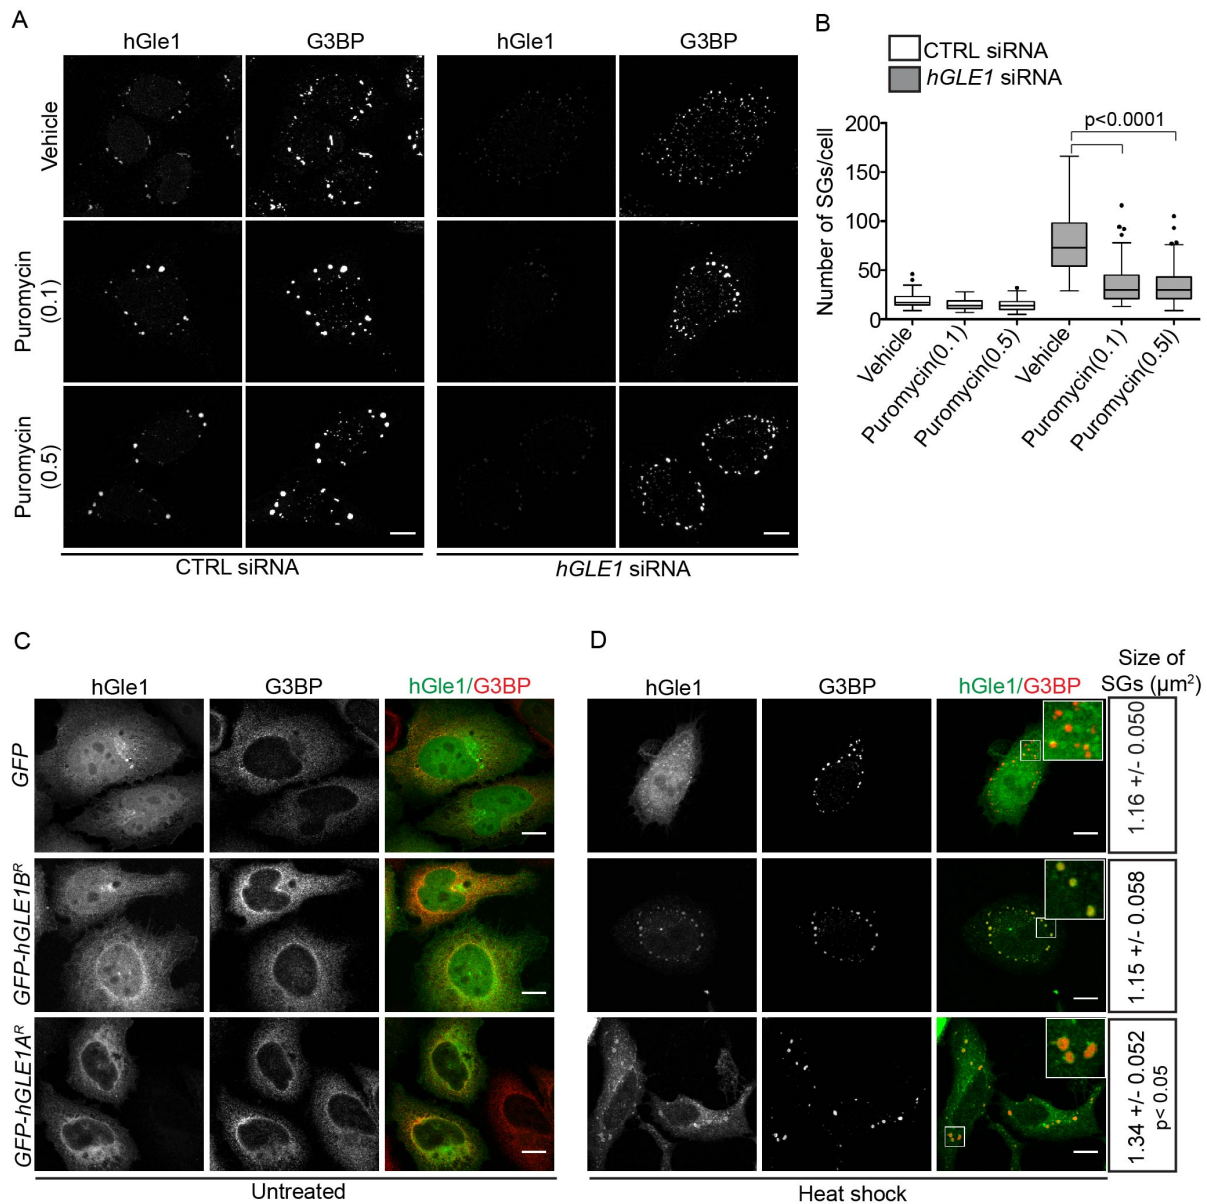 A
hGle1
G3BP
hGle1
G3BP
Vehicle
Puromycin
(0.1)
Puromycin
(0.5)
CTRL siRNA
hGLE1 siRNA
B
CTRL siRNA
hGLE1 siRNA
p<0.0001
Number of SGs/cell
200
150
100
50
0
Vehicle
Puromycin(0.1)
Puromycin(0.5)
Vehicle
Puromycin(0.1)
Puromycin(0.5l)
C
hGle1
G3BP
hGle1/G3BP
GFP
GFP-hGLE1Bᴿ
GFP-hGLE1Aᴿ
Untreated
D
hGle1
G3BP
hGle1/G3BP
Size of
SGs (µm²)
1.16 +/- 0.050
1.15 +/- 0.058
1.34 +/- 0.052
p< 0.05
Heat shock